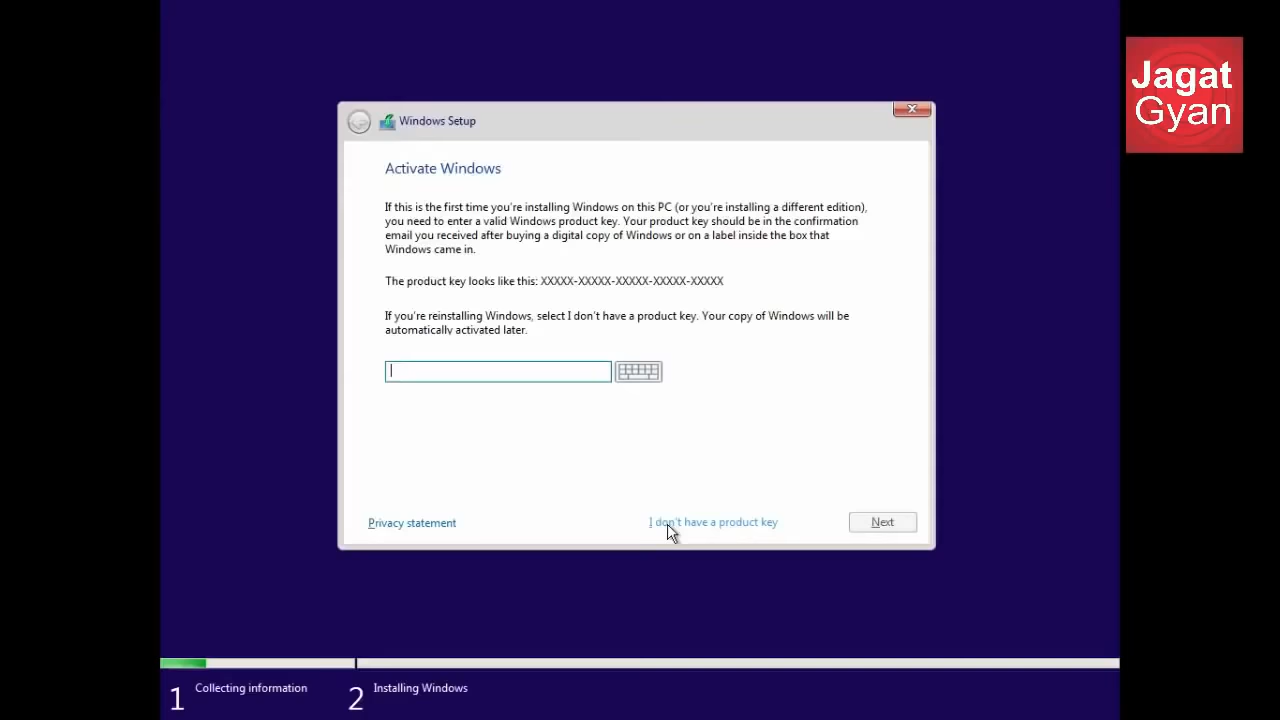 Jagat
Gyan
Windows Setup
Activate Windows
If this is the first time you're installing Windows on this PC (or you're installing a different edition),
you need to enter a valid Windows product key. Your product key should be in the confirmation
email you received after buying a digital copy of Windows or on a label inside the box that
Windows came in.
The product key looks like this: XXXXX-XXXXX-XXXXX-XXXXX-XXXXX
If you're reinstalling Windows, select I don't have a product key. Your copy of Windows will be
automatically activated later.
Privacy statement
I don't have a product key
Next
1 Collecting information
2 Installing Windows